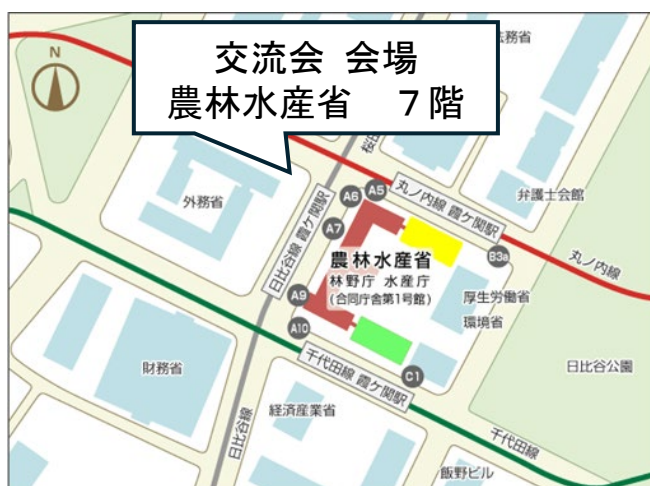 交流会 会場
農林水産省 7階
N
外務省
弁護士会館
丸ノ内線 霞ケ関駅
丸ノ内線
日比谷線 霞ケ関駅
A6
A5
A7
B3a
農林水産省
林野庁 水産庁
(合同庁舎第1号館)
A9
A10
厚生労働省
環境省
日比谷公園
財務省
千代田線 霞ケ関駅
C1
経済産業省
日比谷線
千代田線
飯野ビル